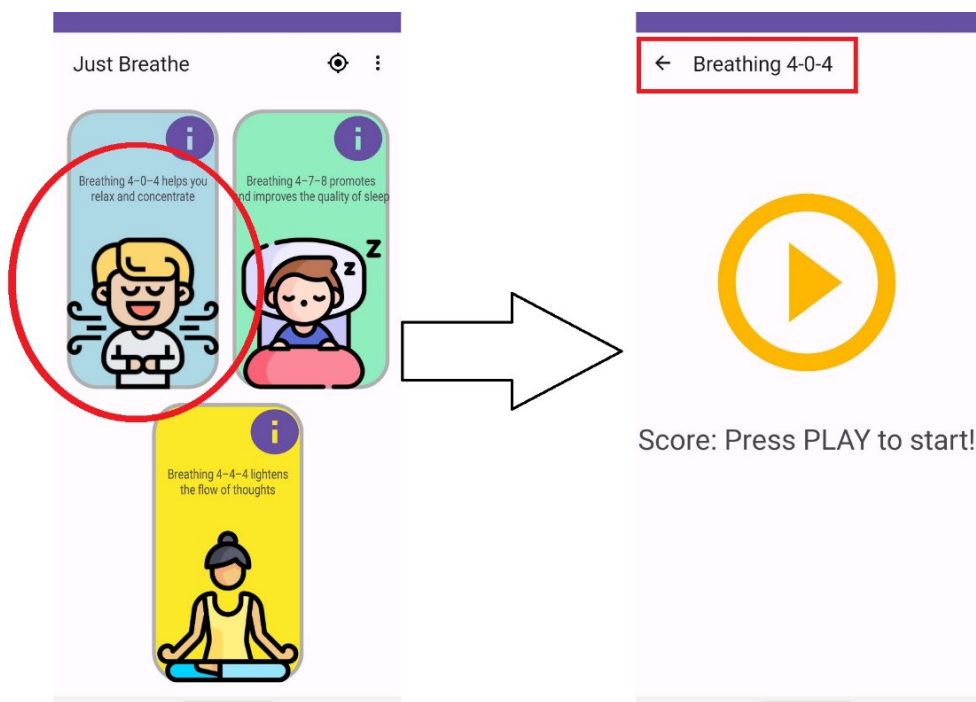 Just Breathe
Breathing 4-0-4
Breathing 4-0-4 helps you
relax and concentrate
Breathing 4-7-8 promotes
and improves the quality of sleep
z Z
Breathing 4-4-4 lightens
the flow of thoughts
Score: Press PLAY to start!